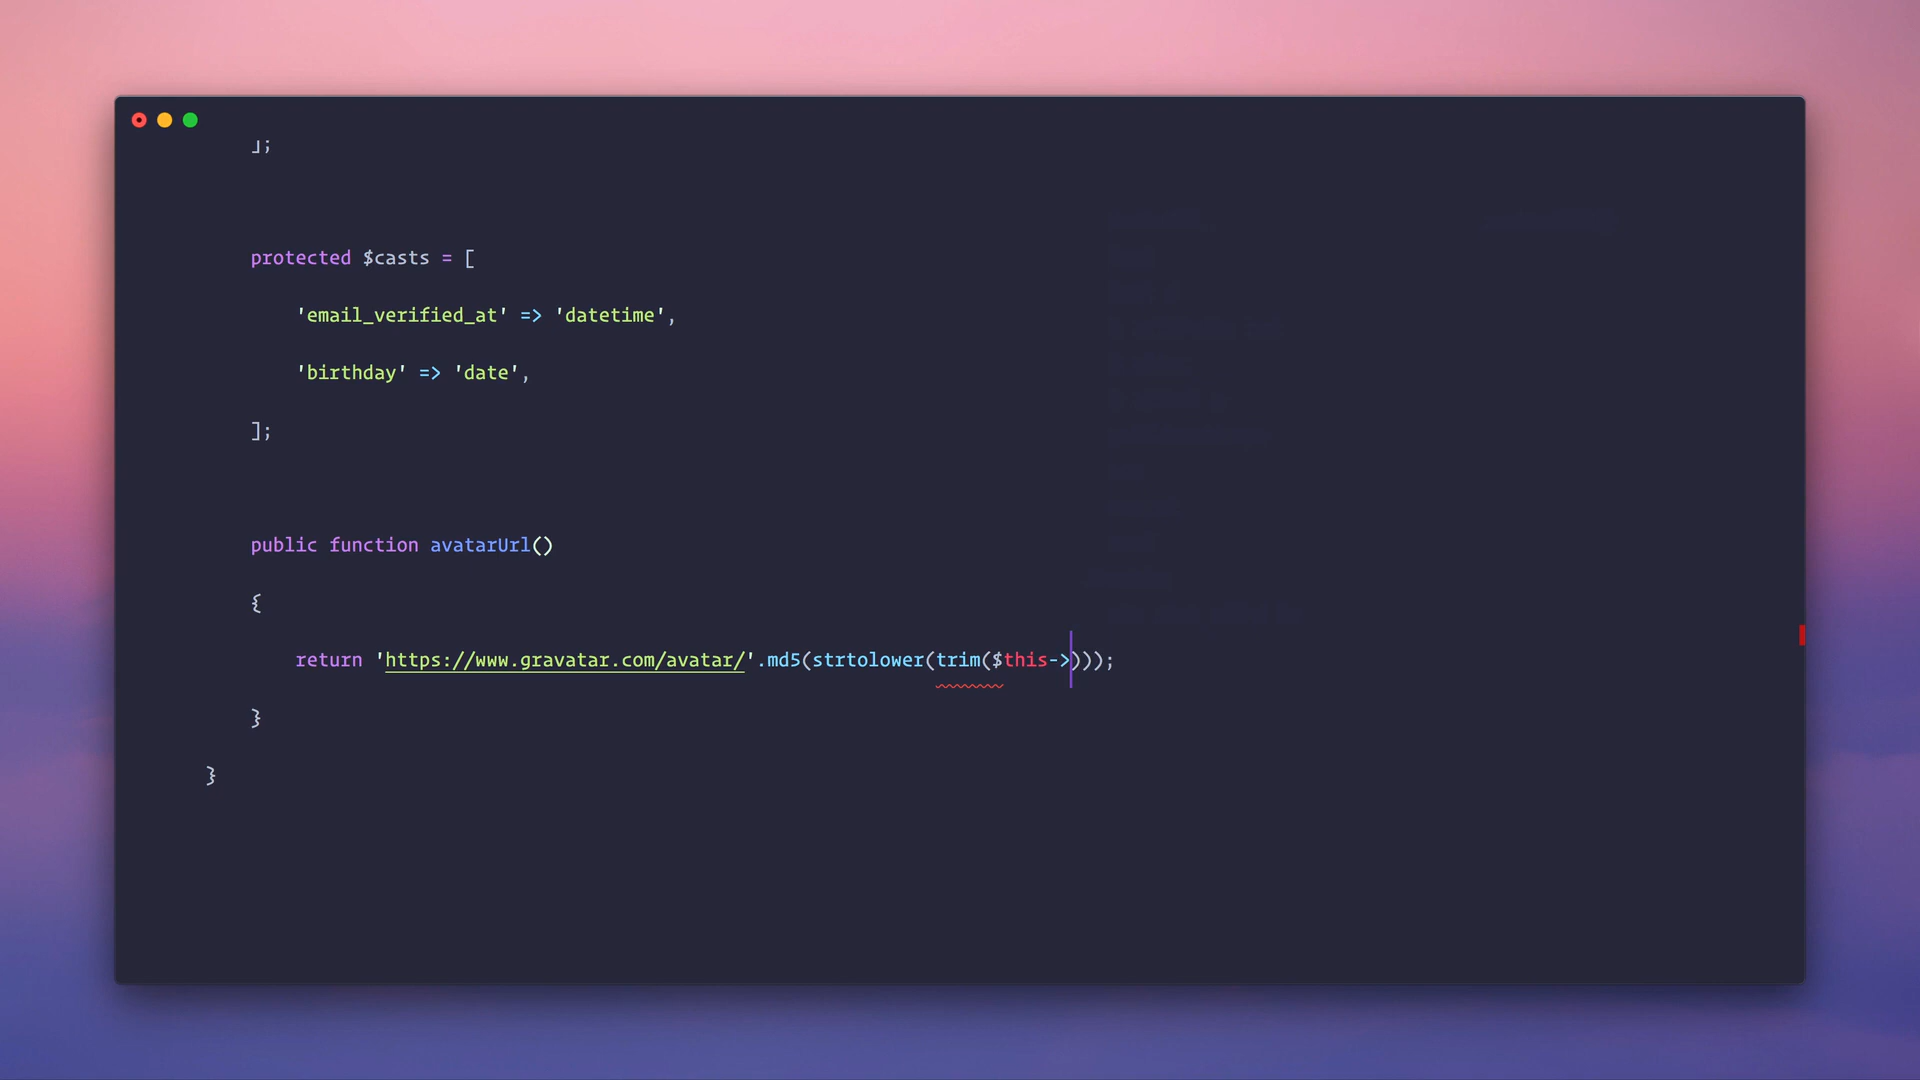 ];
protected $casts = [
'email_verified_at' => 'datetime',
'birthday' => 'date',
];
public function avatarUrl()
{
return 'https://www.gravatar.com/avatar/'.md5(strtolower(trim($this->)));
}
}